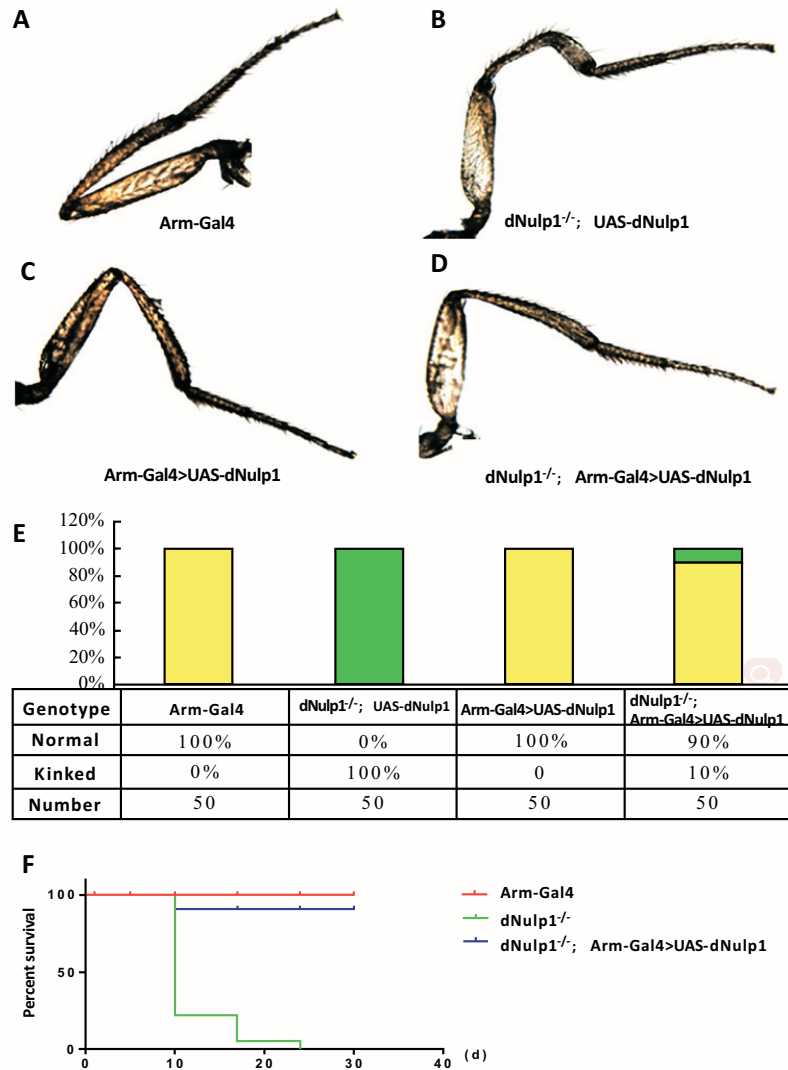 A
B
Arm-Gal4
dNulp1-/-; UAS-dNulp1
C
D
Arm-Gal4>UAS-dNulp1
dNulp1-/-; Arm-Gal4>UAS-dNulp1
E
120%
100%
80%
60%
40%
20%
0%
Genotype Arm-Gal4 dNulp1-/-; UAS-dNulp1 Arm-Gal4>UAS-dNulp1 dNulp1-/-; Arm-Gal4>UAS-dNulp1
Normal 100% 0% 100% 90%
Kinked 0% 100% 0 10%
Number 50 50 50 50
F
Percent survival
100
50
0
0 10 20 30 40 (d)
Arm-Gal4
dNulp1-/-
dNulp1-/-; Arm-Gal4>UAS-dNulp1